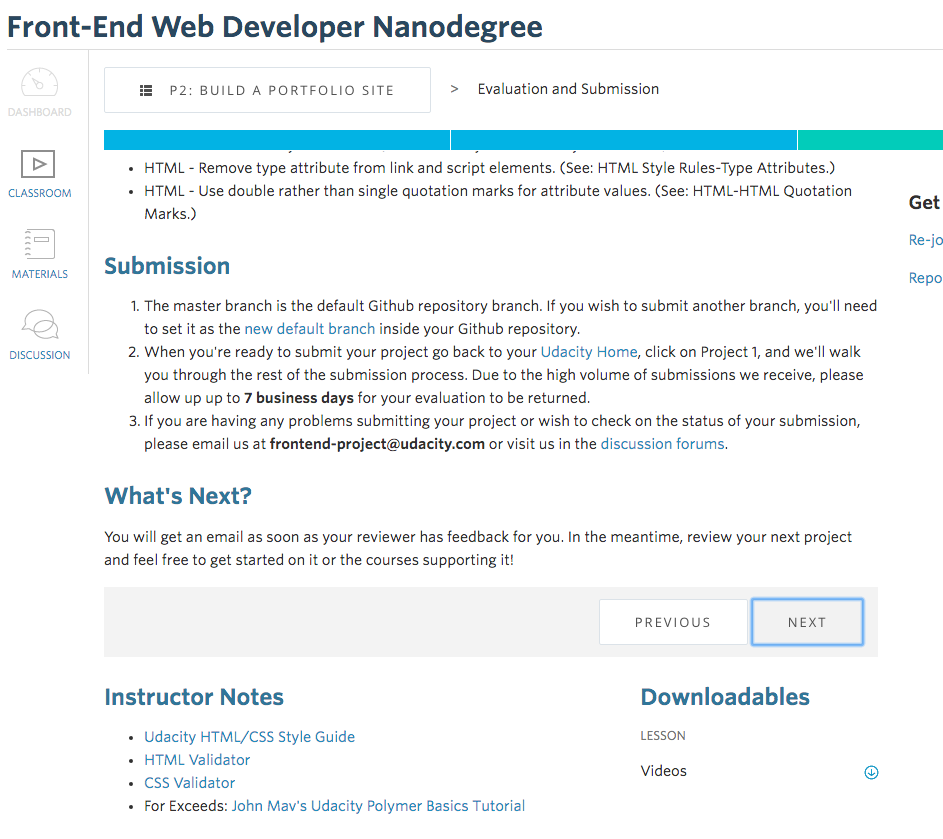 Front-End Web Developer Nanodegree
DASHBOARD
CLASSROOM
MATERIALS
DISCUSSION
P2: BUILD A PORTFOLIO SITE
> Evaluation and Submission
• HTML - Remove type attribute from link and script elements. (See: HTML Style Rules-Type Attributes.)
• HTML - Use double rather than single quotation marks for attribute values. (See: HTML-HTML Quotation
Marks.)
Submission
1. The master branch is the default Github repository branch. If you wish to submit another branch, you'll need
to set it as the new default branch inside your Github repository.
2. When you're ready to submit your project go back to your Udacity Home, click on Project 1, and we'll walk
you through the rest of the submission process. Due to the high volume of submissions we receive, please
allow up up to 7 business days for your evaluation to be returned.
3. If you are having any problems submitting your project or wish to check on the status of your submission,
please email us at frontend-project@udacity.com or visit us in the discussion forums.
What's Next?
You will get an email as soon as your reviewer has feedback for you. In the meantime, review your next project
and feel free to get started on it or the courses supporting it!
PREVIOUS
NEXT
Get
Re-jo
Repo
Instructor Notes
• Udacity HTML/CSS Style Guide
• HTML Validator
• CSS Validator
• For Exceeds: John Mav's Udacity Polymer Basics Tutorial
Downloadables
LESSON
Videos